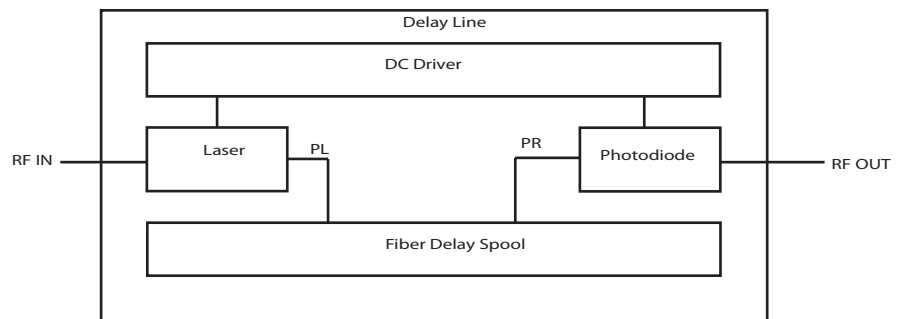 Delay Line
DC Driver
Laser
PL
PR
Photodiode
RF IN
RF OUT
Fiber Delay Spool